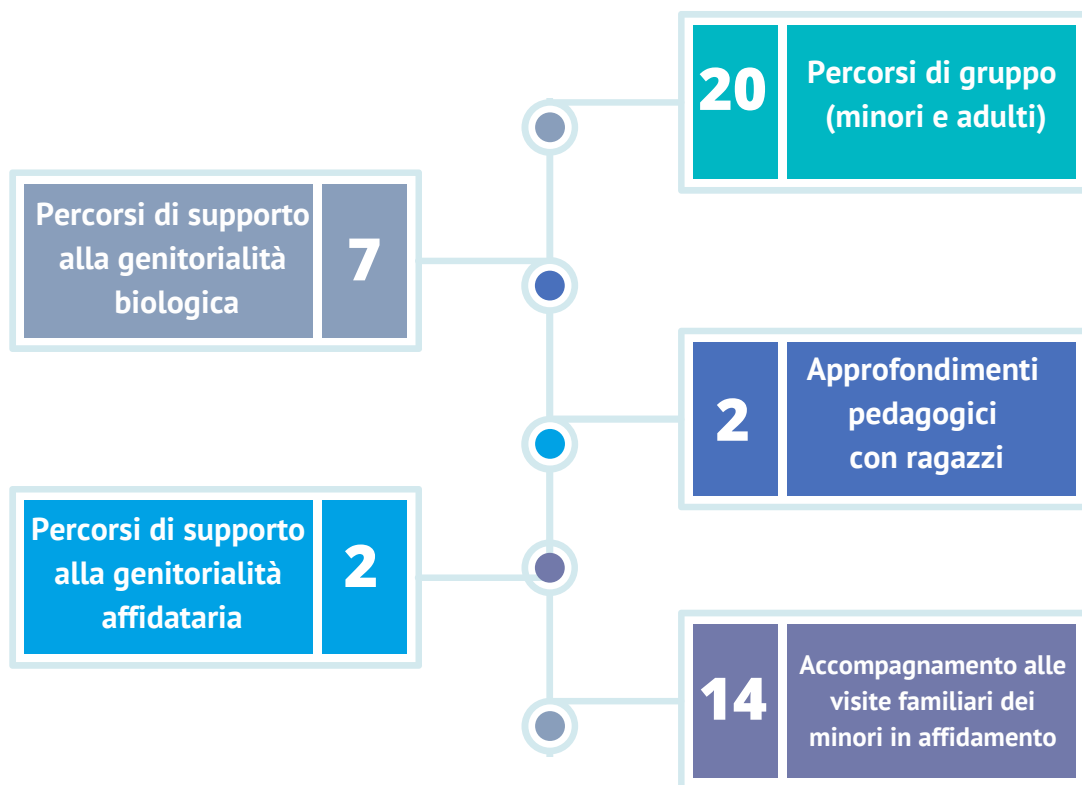 20
Percorsi di gruppo
(minori e adulti)
Percorsi di supporto
alla genitorialità
biologica
7
2
Approfondimenti
pedagogici
con ragazzi
Percorsi di supporto
alla genitorialità
affidataria
2
14
Accompagnamento alle
visite familiari dei
minori in affidamento